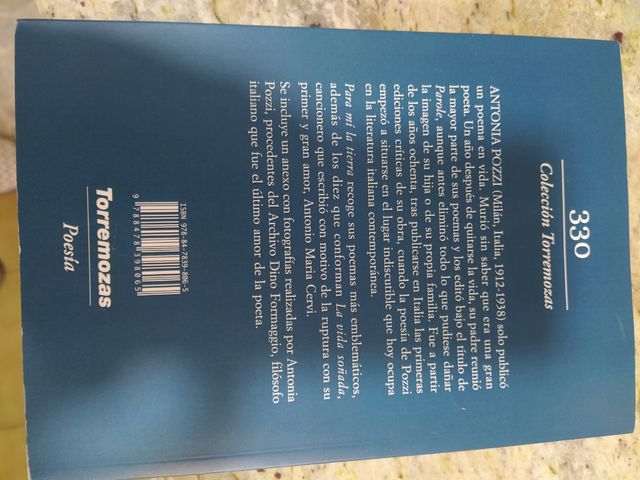 330
Colección Torremozas
ANTONIA POZZI (Milán, Italia, 1912-1938) solo publicó
un poema en vida. Murió sin saber que era una gran
poeta. Un año después de quitarse la vida, su padre reunió
la mayor parte de sus poemas y los editó bajo el título de
Parole, aunque antes eliminó todo lo que pudiese dañar
la imagen de su hija o de su propia familia. Fue a partir
de los años ochenta, tras publicarse en Italia las primeras
ediciones críticas de su obra, cuando la poesía de Pozzi
empezó a situarse en el lugar indiscutible que hoy ocupa
en la literatura italiana contemporánea.
Para mí la tierra recoge sus poemas más emblemáticos,
además de los diez que conforman La vida soñada,
cancionero que escribió con motivo de la ruptura con su
primer y gran amor, Antonio Maria Cervi.
Se incluye un anexo con fotografías realizadas por Antonia
Pozzi, procedentes del Archivo Dino Formaggio, filósofo
italiano que fue el último amor de la poeta.
ISBN 978-84-7839-806-5
9 788478 398065
Torremozas
Poesía